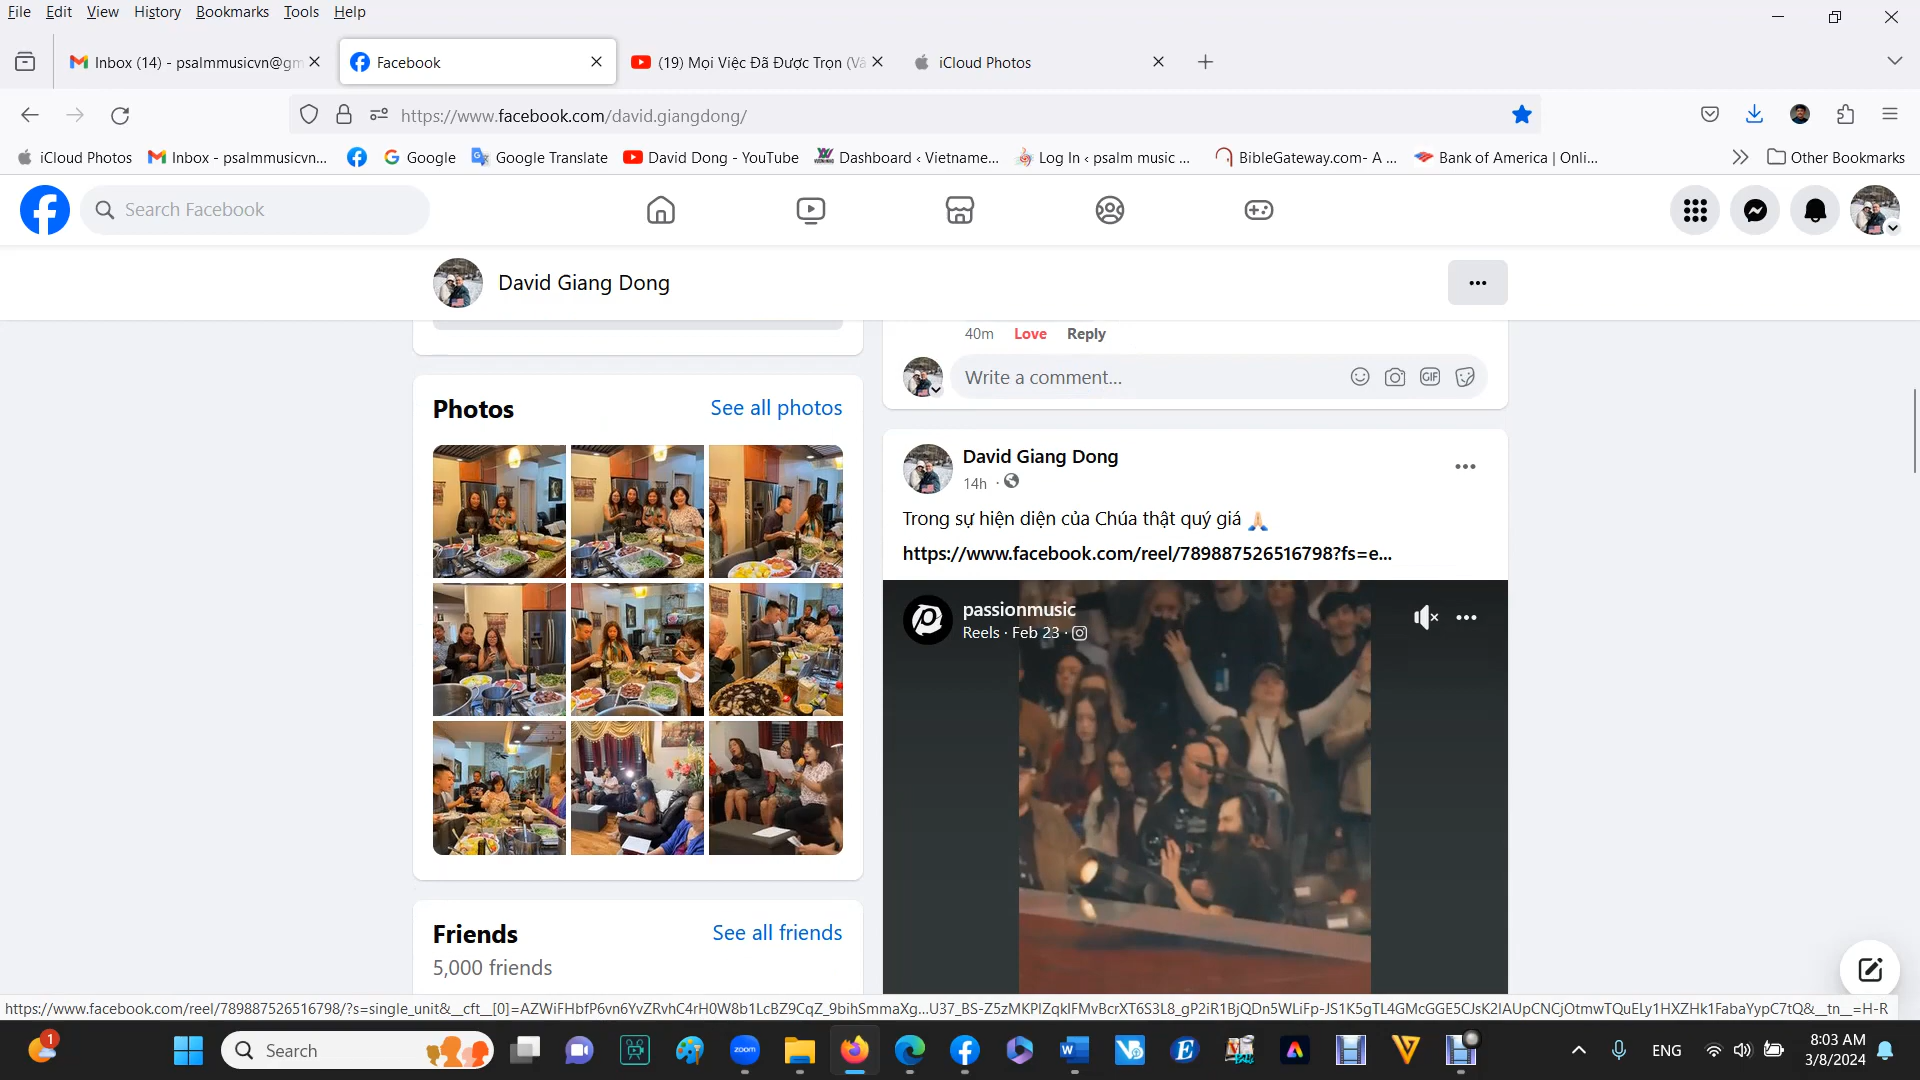 File Edit View History Bookmarks Tools Help
Inbox (14) - psalmmusicvn@gm
Facebook
(19) Mọi Việc Đã Được Trọn (Vâ
iCloud Photos
https://www.facebook.com/david.giangdong/
iCloud Photos
Inbox - psalmmusicvn...
Google
Google Translate
David Dong - YouTube
Dashboard ‹ Vietname...
Log In ‹ psalm music ...
BibleGateway.com- A ...
Bank of America | Onli...
Other Bookmarks
Search Facebook
David Giang Dong
40m Love Reply
Write a comment...
GIF
Photos
See all photos
David Giang Dong
14h ·
Trong sự hiện diện của Chúa thật quý giá 🙏🏻
https://www.facebook.com/reel/789887526516798?fs=e...
passionmusic
Reels · Feb 23 ·
Friends
See all friends
5,000 friends
https://www.facebook.com/reel/789887526516798/?s=single_unit&__cft__[0]=AZWiFHbfP6vn6YvZRvhC4rH0W8b1LcBZ9CqZ_9bihSmmaXg...U37_BS-Z5zMKPIZqkIFMvBcrXT6S3L8_gP2iR1BjQDn5WLiFp-JS1K5gTL4GMcGGE5CJsK2IAUpCNCjOtmwTQuELy1HXZHk1FabaYypC7tQ&__tn__=H-R
1
Search
zoom
ENG
8:03 AM
3/8/2024